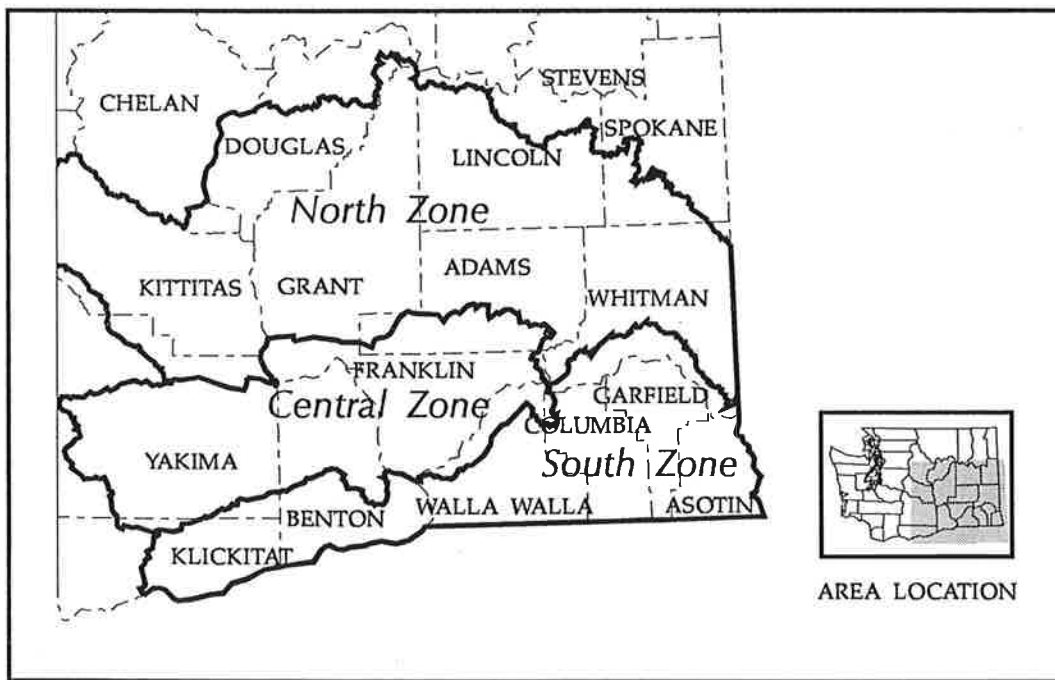 STEVENS
CHELAN
SPOKANE
DOUGLAS
LINCOLN
North Zone
ADAMS
KITTITAS
GRANT
WHITMAN
FRANKLIN
GARFIELD
Central Zone
COLUMBIA
YAKIMA
South Zone
WALLA WALLA
ASOTIN
BENTON
KLICKITAT
AREA LOCATION